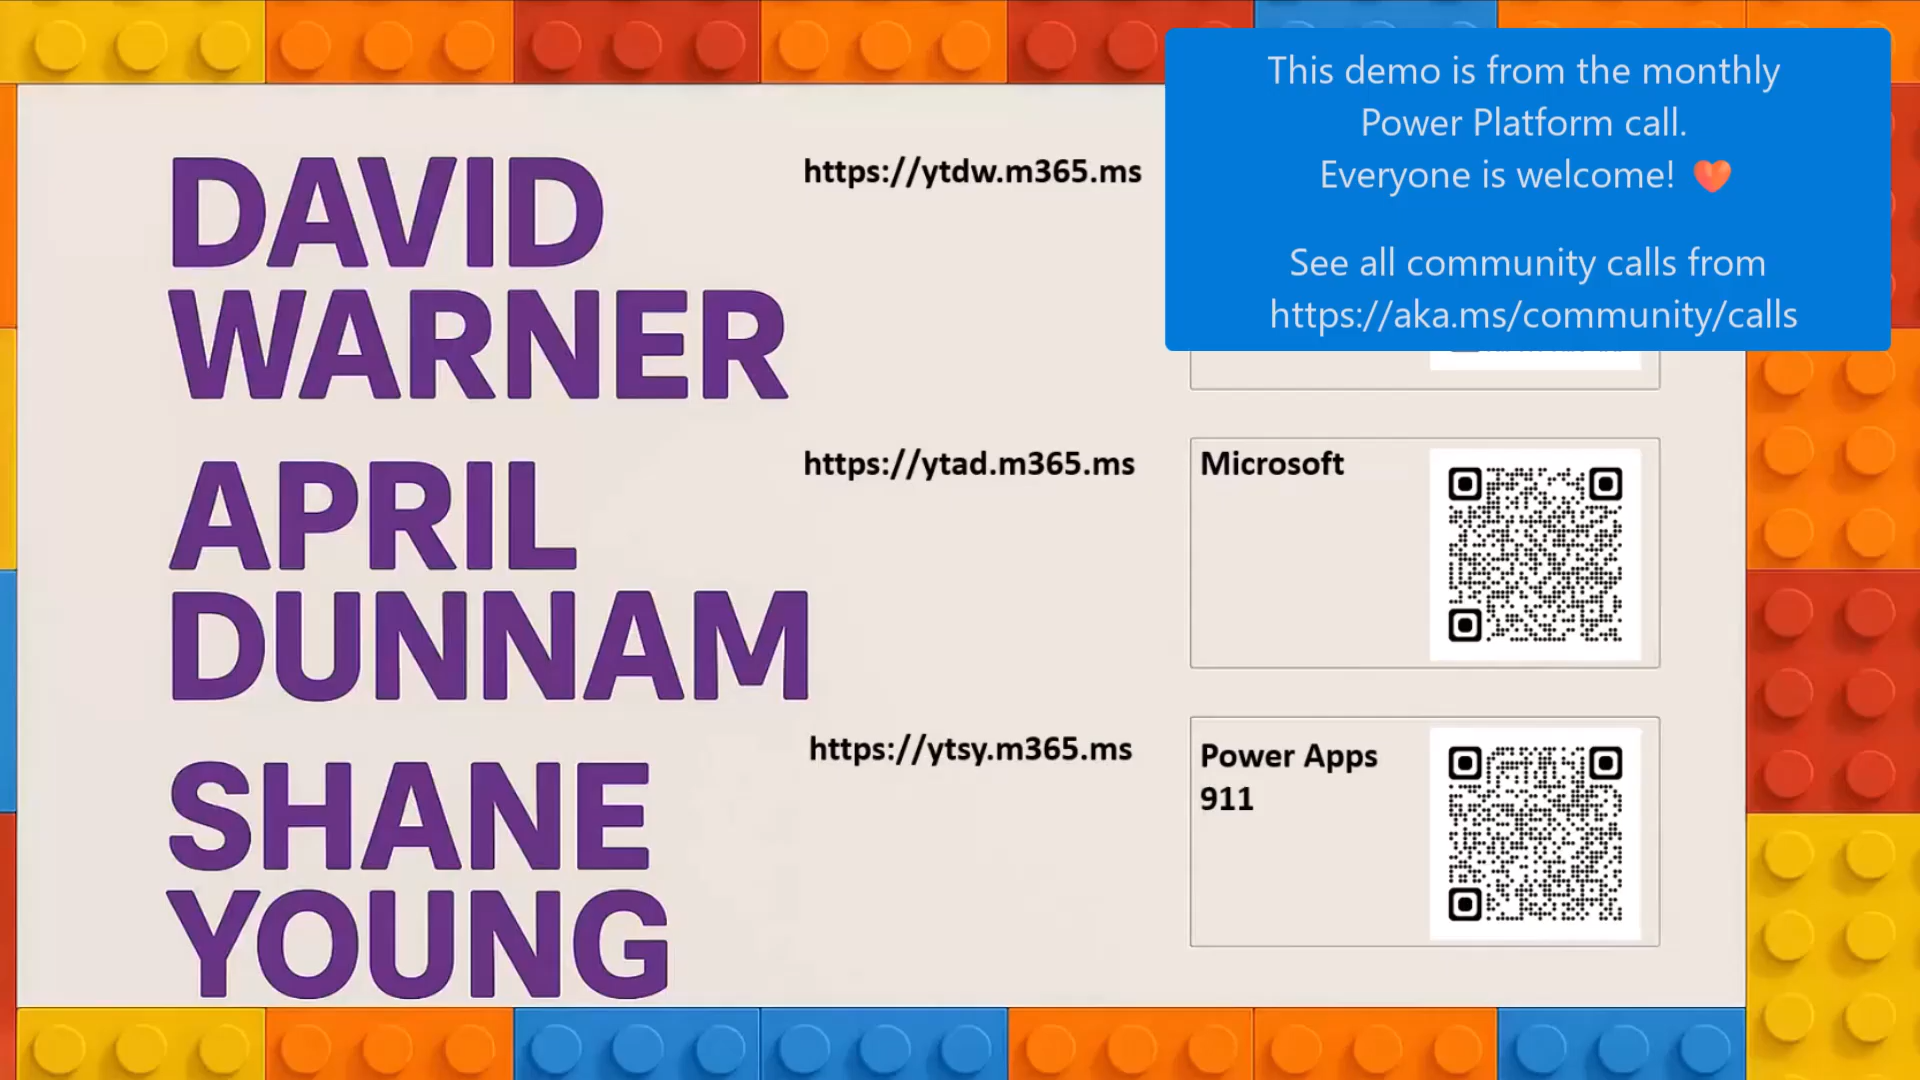 This demo is from the monthly
Power Platform call.
Everyone is welcome!
See all community calls from
https://aka.ms/community/calls
DAVID
WARNER
https://ytdw.m365.ms
APRIL
DUNNAM
https://ytad.m365.ms
Microsoft
SHANE
YOUNG
https://ytsy.m365.ms
Power Apps
911